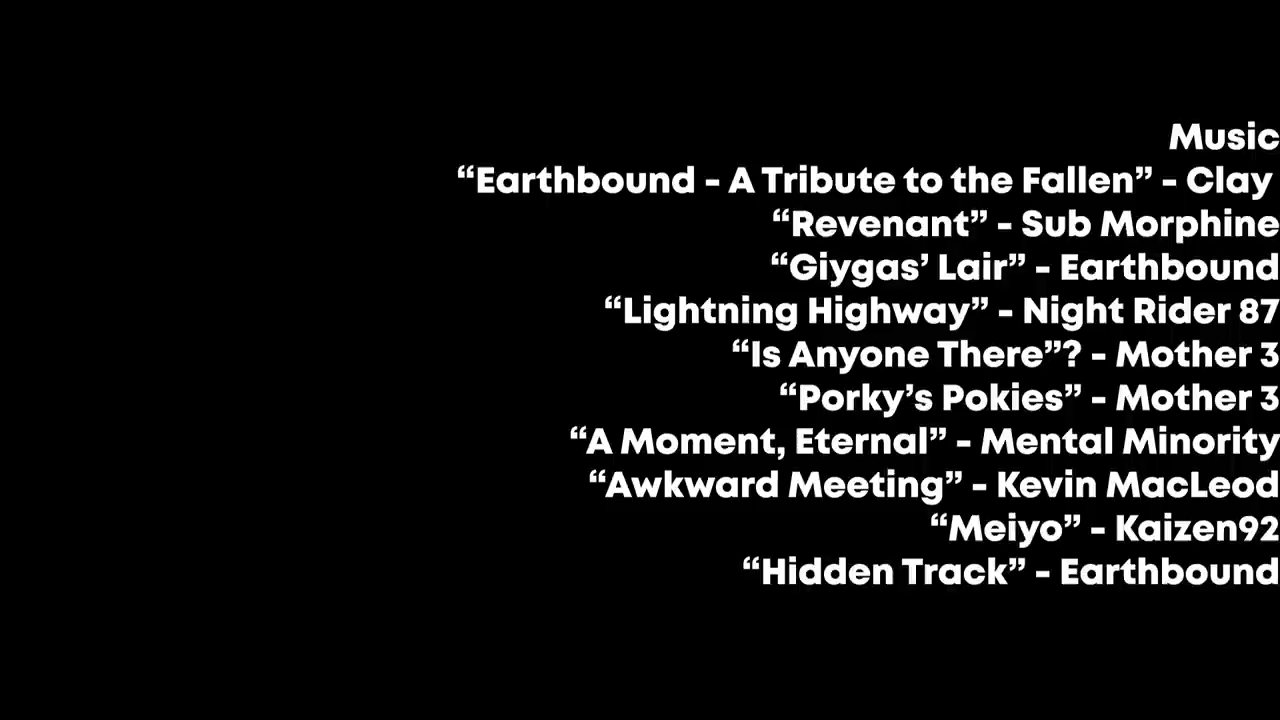 Music
“Earthbound - A Tribute to the Fallen” - Clay
“Revenant” - Sub Morphine
“Giygas’ Lair” - Earthbound
“Lightning Highway” - Night Rider 87
“Is Anyone There”? - Mother 3
“Porky’s Pokies” - Mother 3
“A Moment, Eternal” - Mental Minority
“Awkward Meeting” - Kevin MacLeod
“Meiyo” - Kaizen92
“Hidden Track” - Earthbound